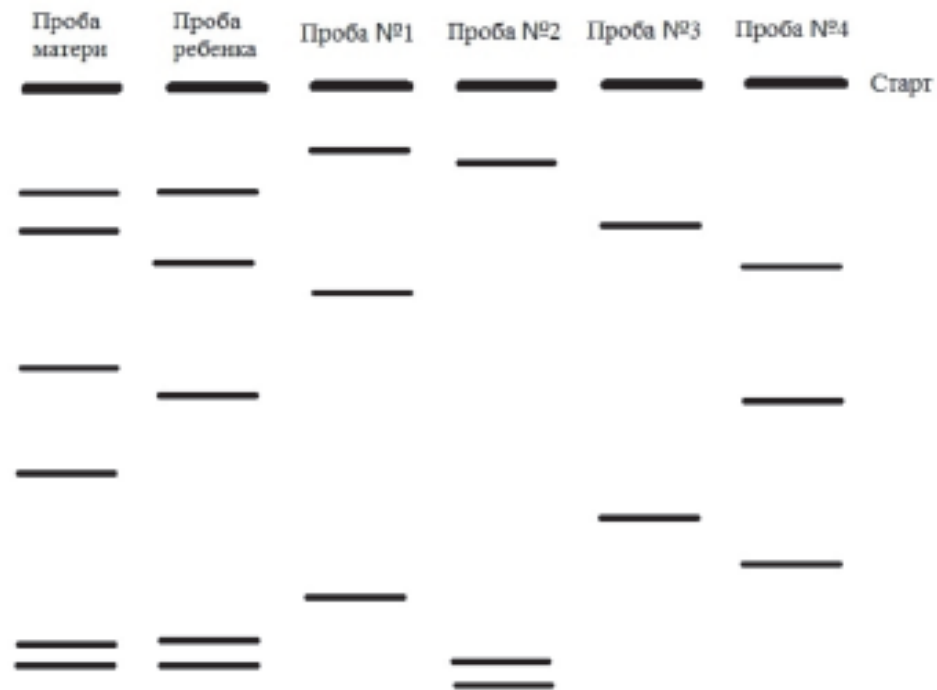 Проба
матери
Проба
ребенка
Проба №1
Проба №2
Проба №3
Проба №4
Старт